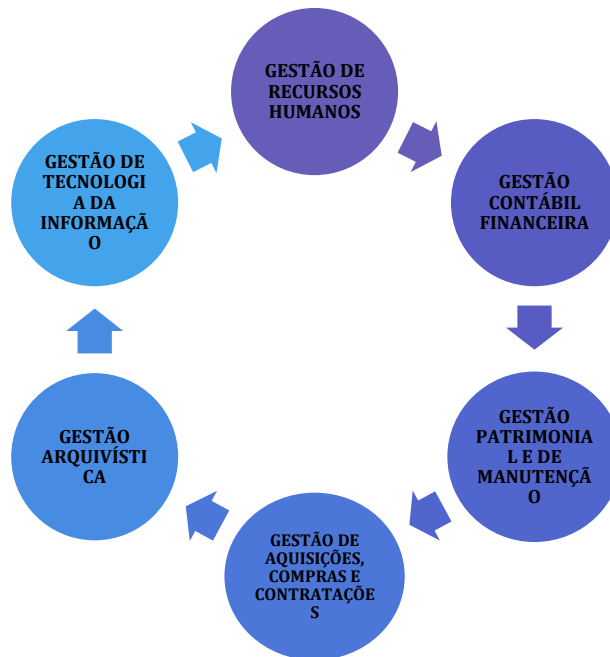 GESTÃO DE
RECURSOS
HUMANOS
GESTÃO
CONTÁBIL
FINANCEIRA
GESTÃO
PATRIMONIA
L E DE
MANUTENÇÃ
O
GESTÃO DE
AQUISIÇÕES,
COMPRAS E
CONTRATAÇÕE
S
GESTÃO
ARQUIVÍSTI
CA
GESTÃO DE
TECNOLOGI
A DA
INFORMAÇÃ
O